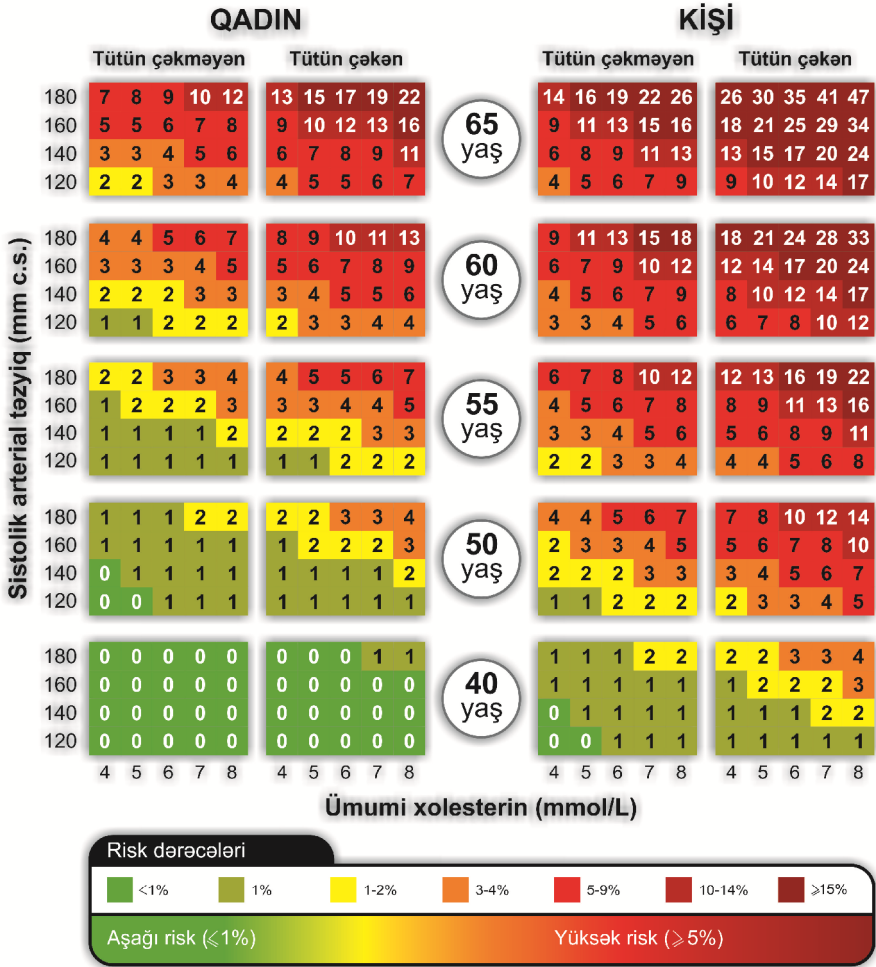 QADIN KİŞİ
Tütün çəkməyən Tütün çəkən Tütün çəkməyən Tütün çəkən
180 7 8 9 10 12 13 15 17 19 22 14 16 19 22 26 26 30 35 41 47
160 5 5 6 7 8 9 10 12 13 16 9 11 13 15 16 18 21 25 29 34
65 yaş
140 3 3 4 5 6 6 7 8 9 11 6 8 9 11 13 13 15 17 20 24
120 2 2 3 3 4 4 5 5 6 7 4 5 6 7 9 9 10 12 14 17
180 4 4 5 6 7 8 9 10 11 13 9 11 13 15 18 18 21 24 28 33
160 3 3 3 4 5 5 6 7 8 9 6 7 9 10 12 12 14 17 20 24
60 yaş
140 2 2 2 3 3 3 4 5 5 6 4 5 6 7 9 8 10 12 14 17
120 1 1 2 2 2 2 3 3 4 4 3 3 4 5 6 6 7 8 10 12
180 2 2 3 3 4 4 5 5 6 7 6 7 8 10 12 12 13 16 19 22
160 1 2 2 2 3 3 3 4 4 5 4 5 6 7 8 8 9 11 13 16
55 yaş
140 1 1 1 1 2 2 2 2 3 3 3 3 4 5 6 5 6 8 9 11
120 1 1 1 1 1 1 1 2 2 2 2 2 3 3 4 4 4 5 6 8
180 1 1 1 2 2 2 2 3 3 4 4 4 5 6 7 7 8 10 12 14
160 1 1 1 1 1 1 2 2 2 3 2 3 3 4 5 5 6 7 8 10
50 yaş
140 0 1 1 1 1 1 1 1 1 2 2 2 2 3 3 3 4 5 6 7
120 0 0 1 1 1 1 1 1 1 1 1 1 2 2 2 2 3 3 4 5
180 0 0 0 0 0 0 0 0 1 1 1 1 1 2 2 2 2 3 3 4
160 0 0 0 0 0 0 0 0 0 0 1 1 1 1 1 1 2 2 2 3
40 yaş
140 0 0 0 0 0 0 0 0 0 0 0 1 1 1 1 1 1 1 2 2
120 0 0 0 0 0 0 0 0 0 0 0 0 1 1 1 1 1 1 1 1
4 5 6 7 8 4 5 6 7 8 4 5 6 7 8 4 5 6 7 8
Sistolik arterial təzyiq (mm c.s.)
Ümumi xolesterin (mmol/L)
Risk dərəcələri
<1% 1% 1-2% 3-4% 5-9% 10-14% ⩾15%
Aşağı risk (⩽1%) Yüksək risk (⩾5%)